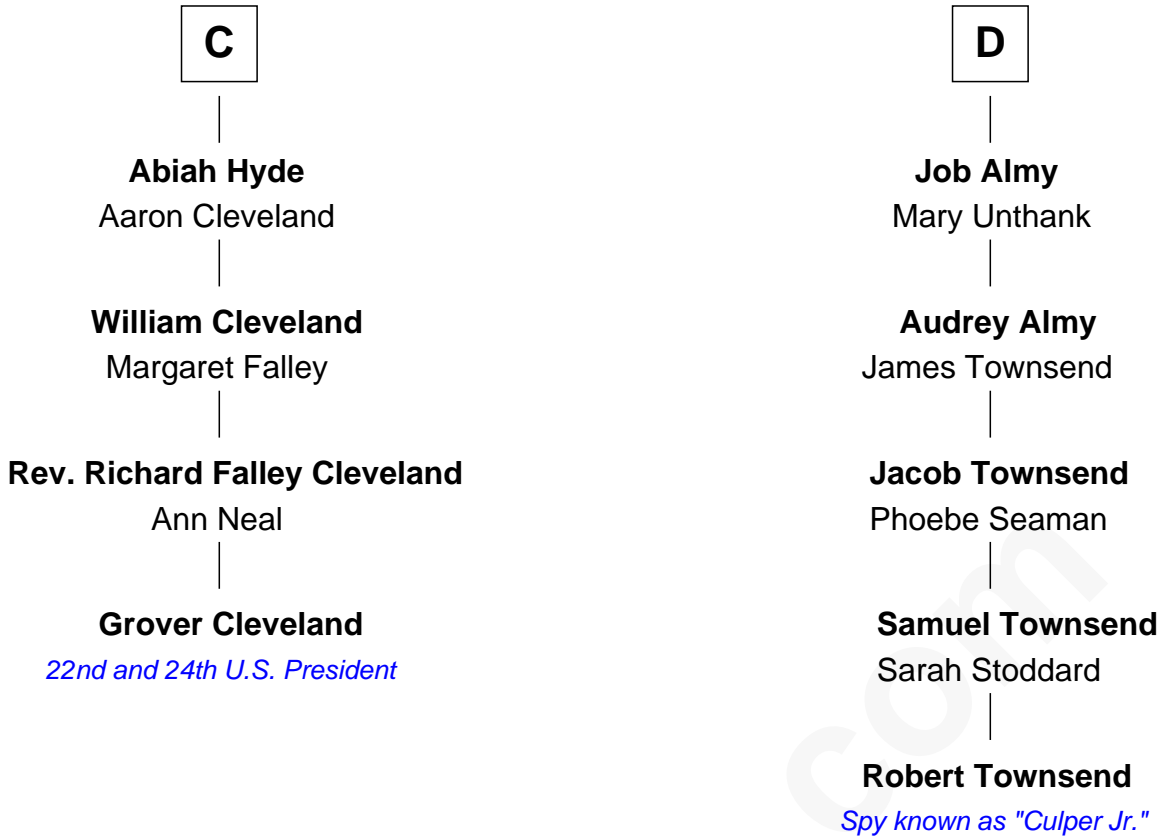 C
Abiah Hyde
Aaron Cleveland
William Cleveland
Margaret Falley
Rev. Richard Falley Cleveland
Ann Neal
Grover Cleveland
22nd and 24th U.S. President
D
Job Almy
Mary Unthank
Audrey Almy
James Townsend
Jacob Townsend
Phoebe Seaman
Samuel Townsend
Sarah Stoddard
Robert Townsend
Spy known as "Culper Jr."
com